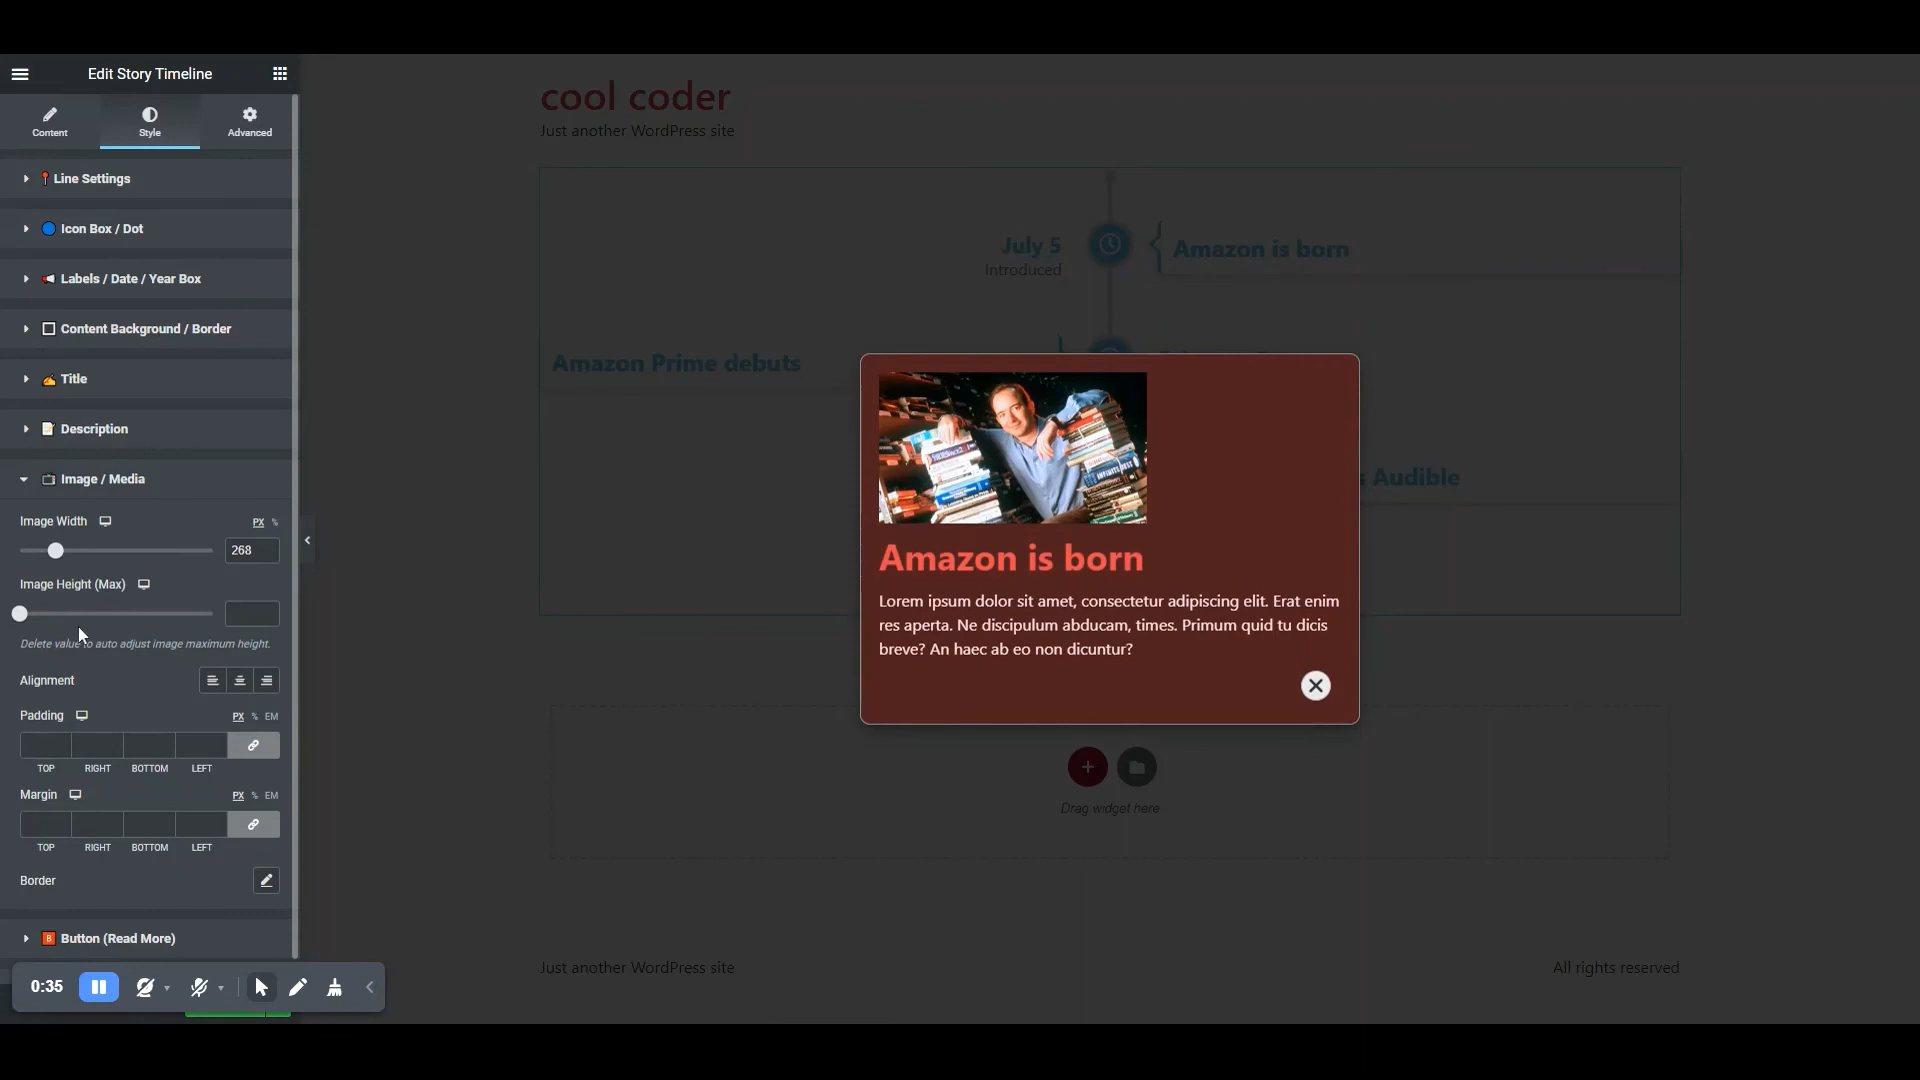 Edit Story Timeline
Content
Style
Advanced
Line Settings
Icon Box / Dot
Labels / Date / Year Box
Content Background / Border
Title
Description
Image / Media
Image Width
PX %
268
Image Height (Max)
Delete value to auto adjust image maximum height.
Alignment
Padding
PX % EM
TOP RIGHT BOTTOM LEFT
Margin
PX % EM
TOP RIGHT BOTTOM LEFT
Border
B Button (Read More)
0:35
cool coder
Just another WordPress site
July 5
Introduced
Amazon is born
Amazon Prime debuts
Audible
Amazon is born
Lorem ipsum dolor sit amet, consectetur adipiscing elit. Erat enim
res aperta. Ne discipulum abducam, times. Primum quid tu dicis
breve? An haec ab eo non dicuntur?
Drag widget here
Just another WordPress site
All rights reserved